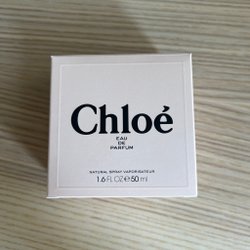 Chloé
EAU
DE
PARFUM
NATURAL SPRAY VAPORISATEUR
1.6 FL OZ ℮ 50 ml